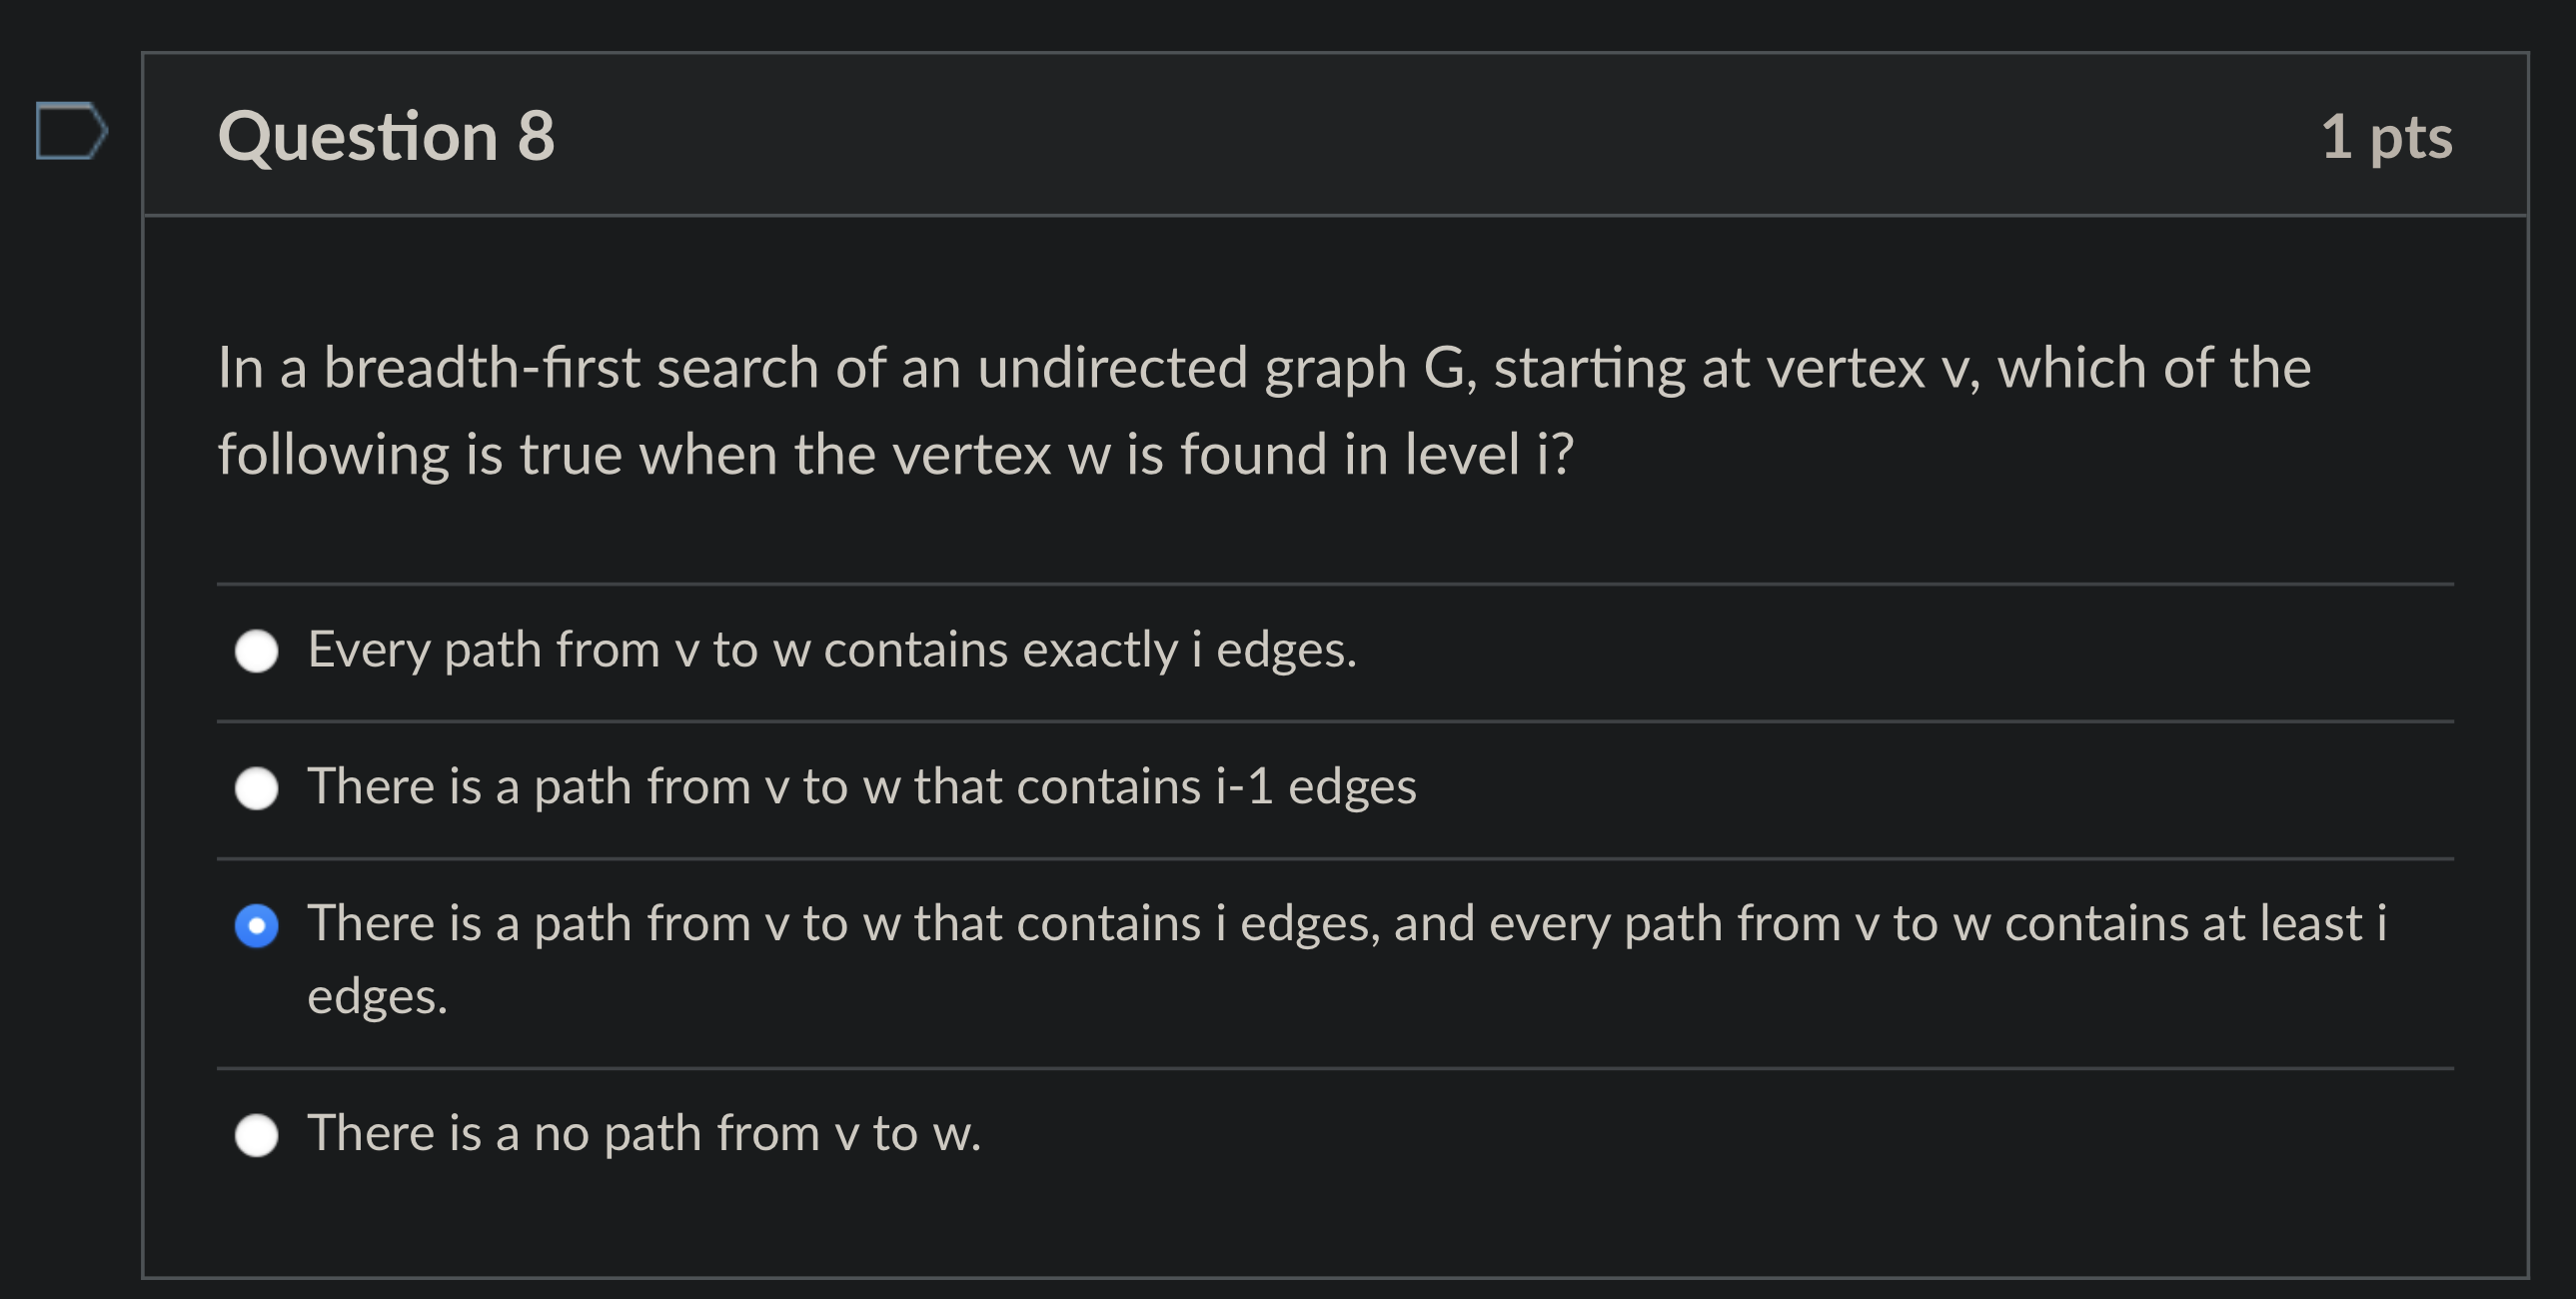 Question 8
1 pts
In a breadth-first search of an undirected graph G, starting at vertex v, which of the
following is true when the vertex w is found in level i?
Every path from v to w contains exactly i edges.
There is a path from v to w that contains i-1 edges
There is a path from v to w that contains i edges, and every path from v to w contains at least i
edges.
There is a no path from v to w.